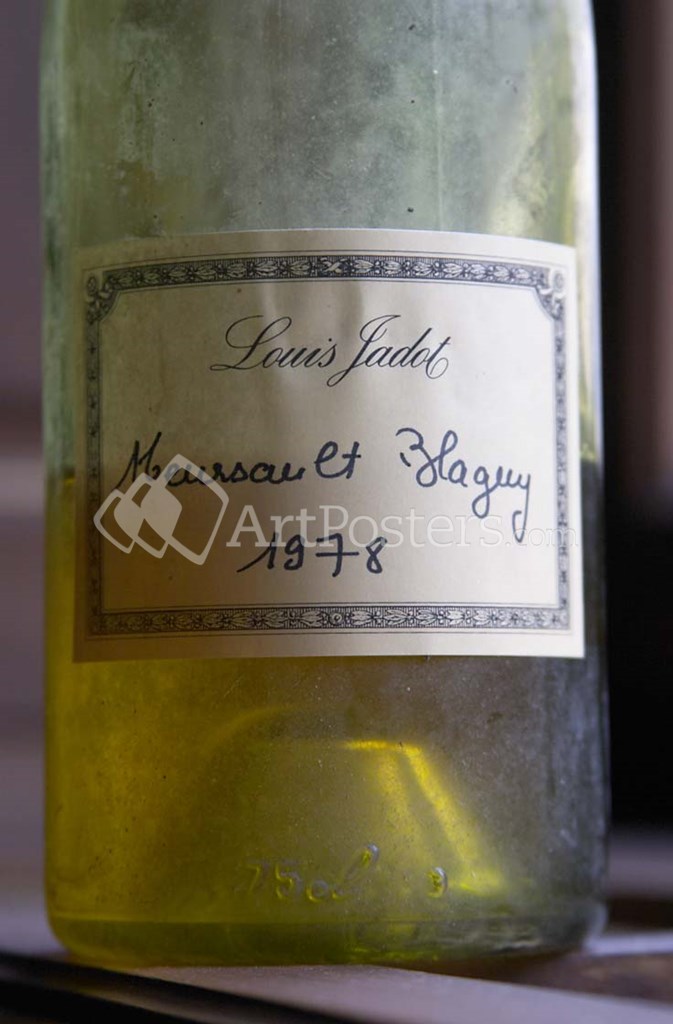 Louis Jadot
Meursault Blagny
ArtPosters.com
1978
75cl